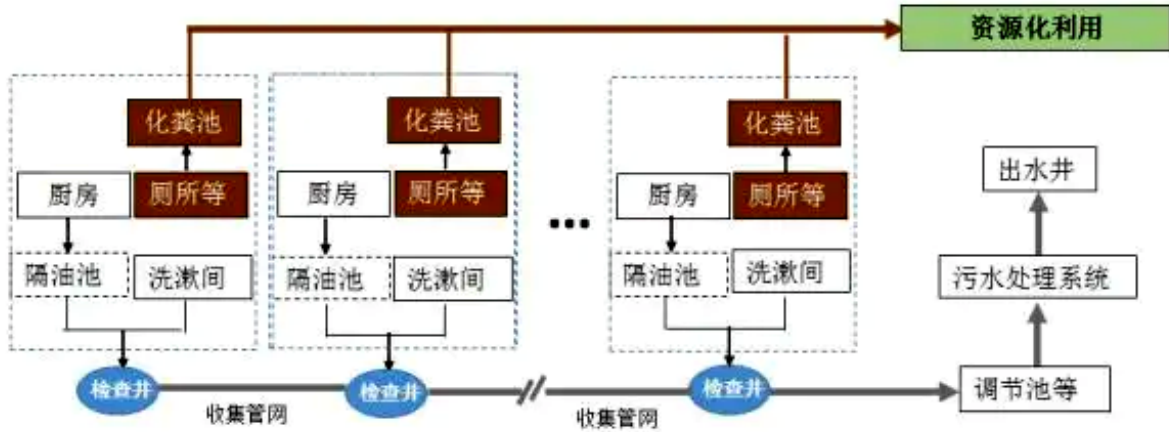 资源化利用
化粪池
化粪池
化粪池
厨房
厕所等
厨房
厕所等
厨房
厕所等
出水井
隔油池
洗漱间
隔油池
洗漱间
隔油池
洗漱间
污水处理系统
检查井
检查井
检查井
调节池等
收集管网
收集管网